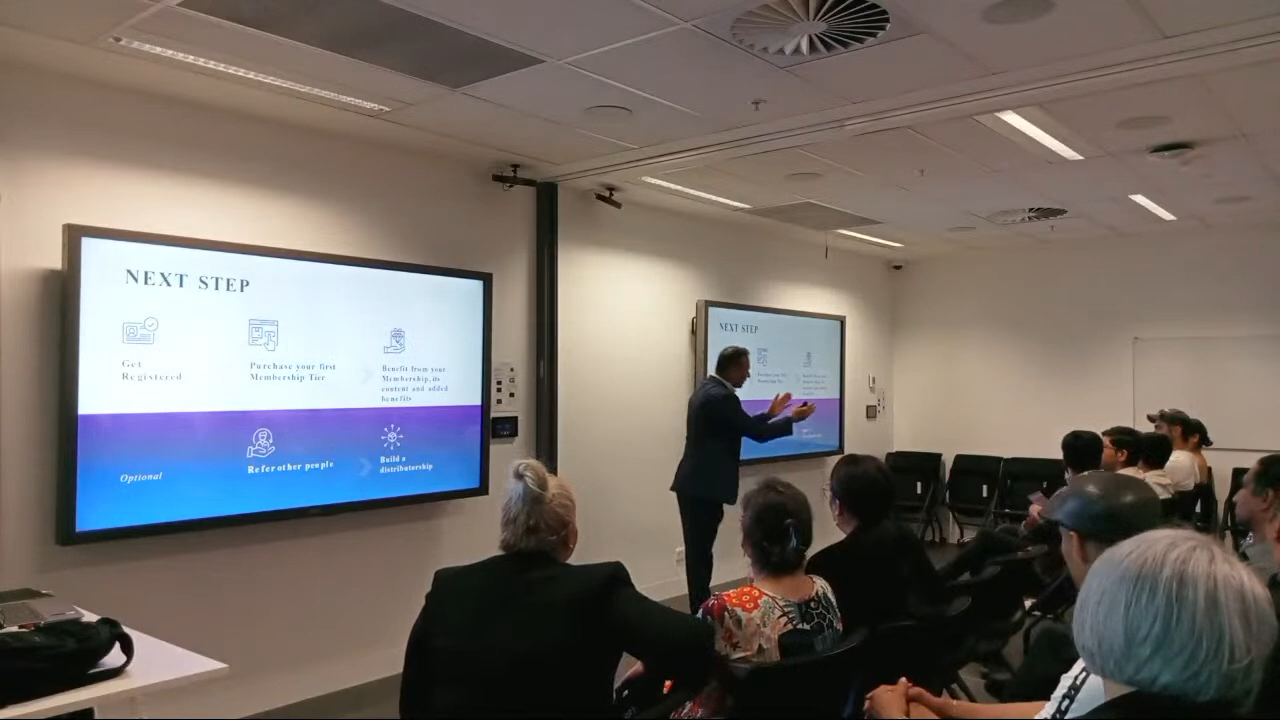 NEXT STEP
Get
Registered
Purchase your first
Membership Tier
Benefit from your
Membership, its
content and added
benefits
Optional
Refer other people
Build a
distributorship
NEXT STEP